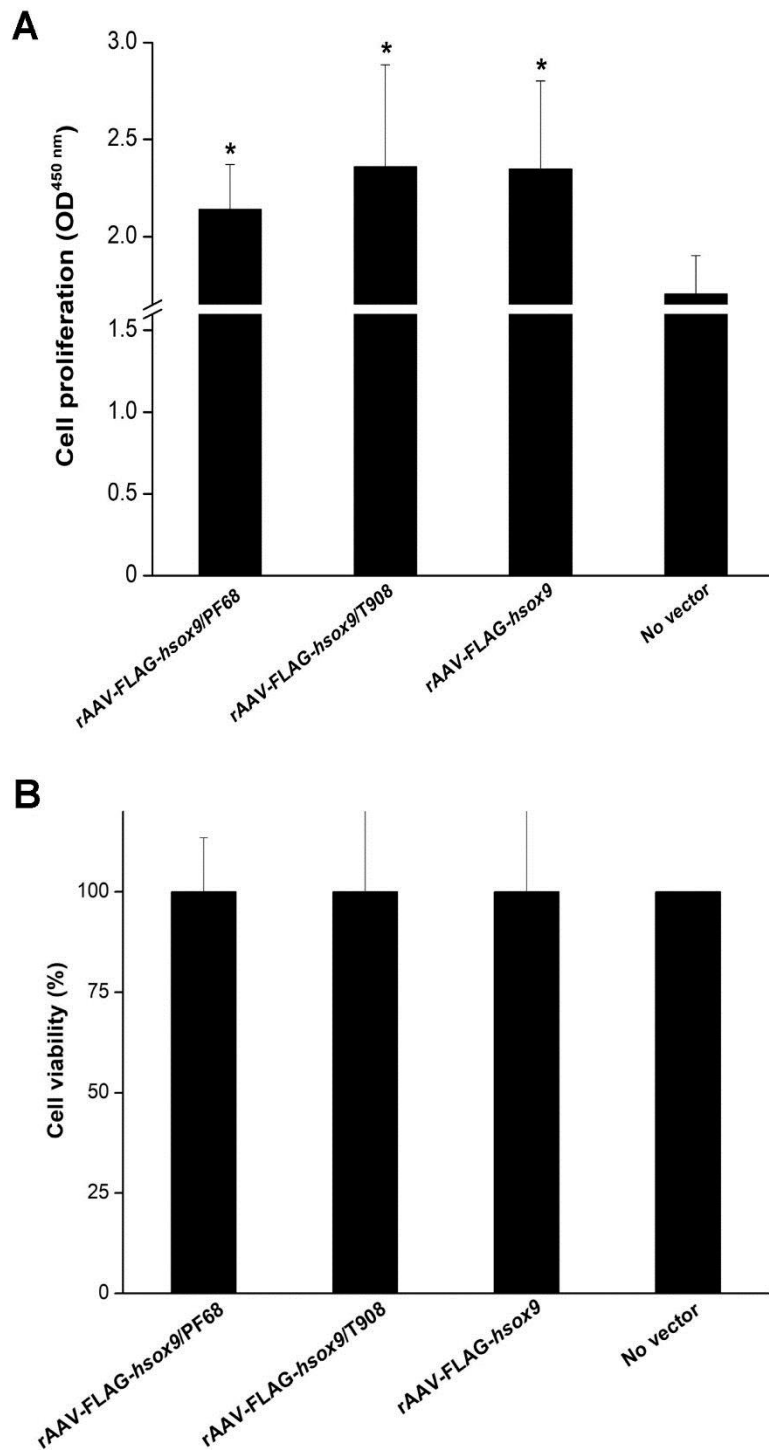 A
3.0
2.5
2.0
1.5
1.0
0.5
0
Cell proliferation (OD450 nm)
*
*
*
rAAV-FLAG-hsox9/PF68
rAAV-FLAG-hsox9/T908
rAAV-FLAG-hsox9
No vector
B
100
75
50
25
0
Cell viability (%)
rAAV-FLAG-hsox9/PF68
rAAV-FLAG-hsox9/T908
rAAV-FLAG-hsox9
No vector